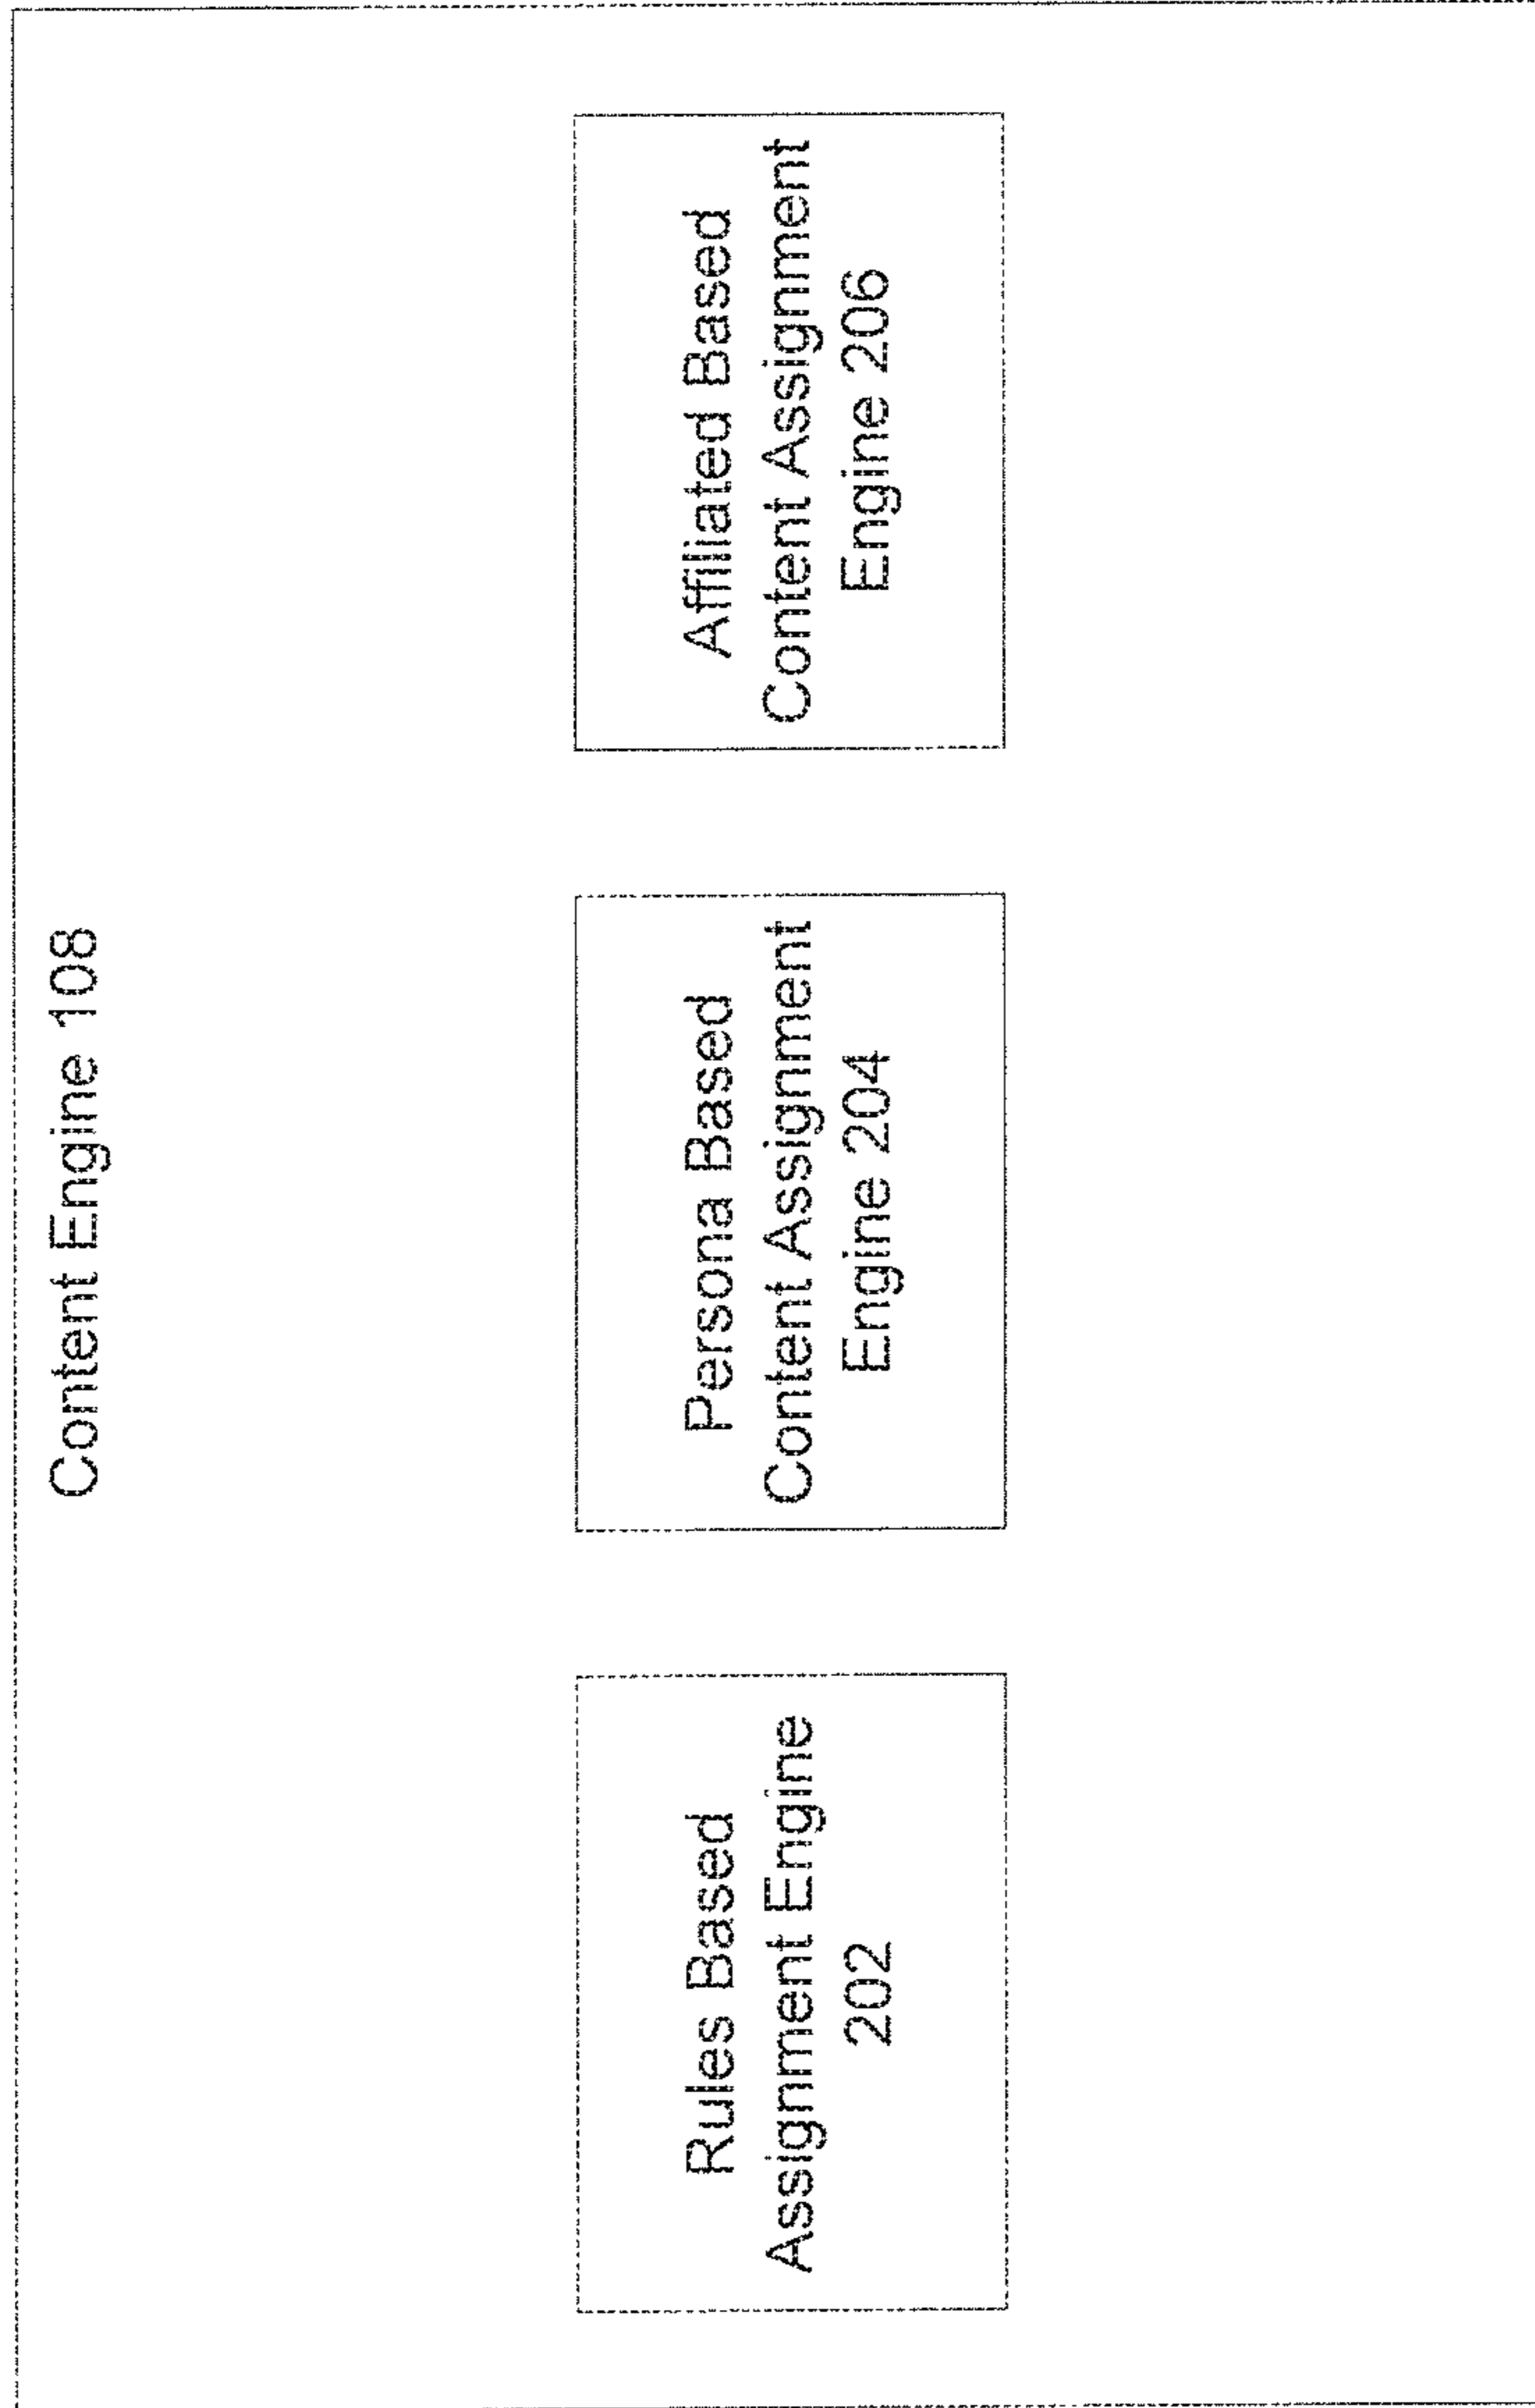 Content Engine 108
Rules Based
Assignment Engine
202
Persona Based
Content Assignment
Engine 204
Affiliated Based
Content Assignment
Engine 206